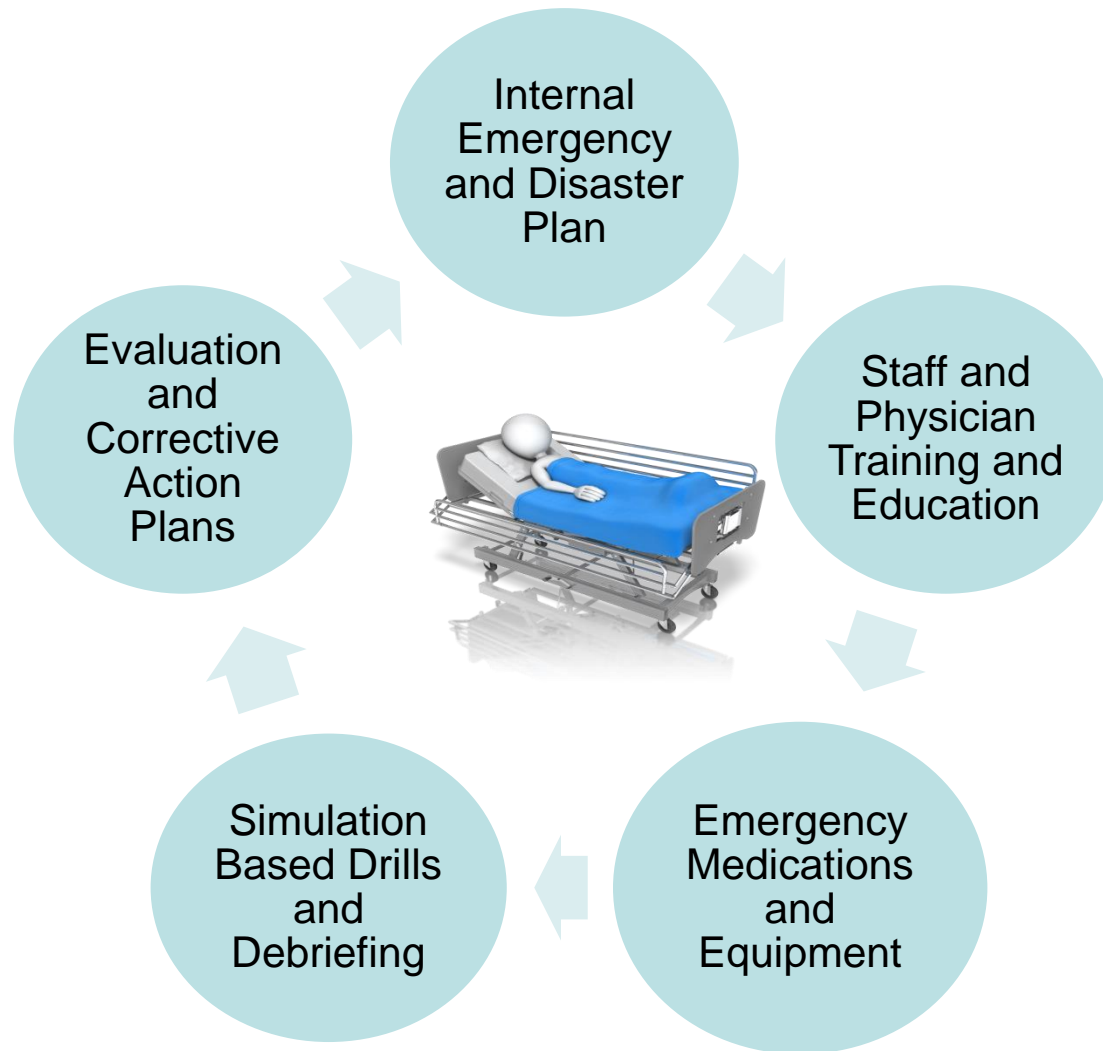 Internal
Emergency
and Disaster
Plan
Staff and
Physician
Training and
Education
Emergency
Medications
and
Equipment
Simulation
Based Drills
and
Debriefing
Evaluation
and
Corrective
Action
Plans